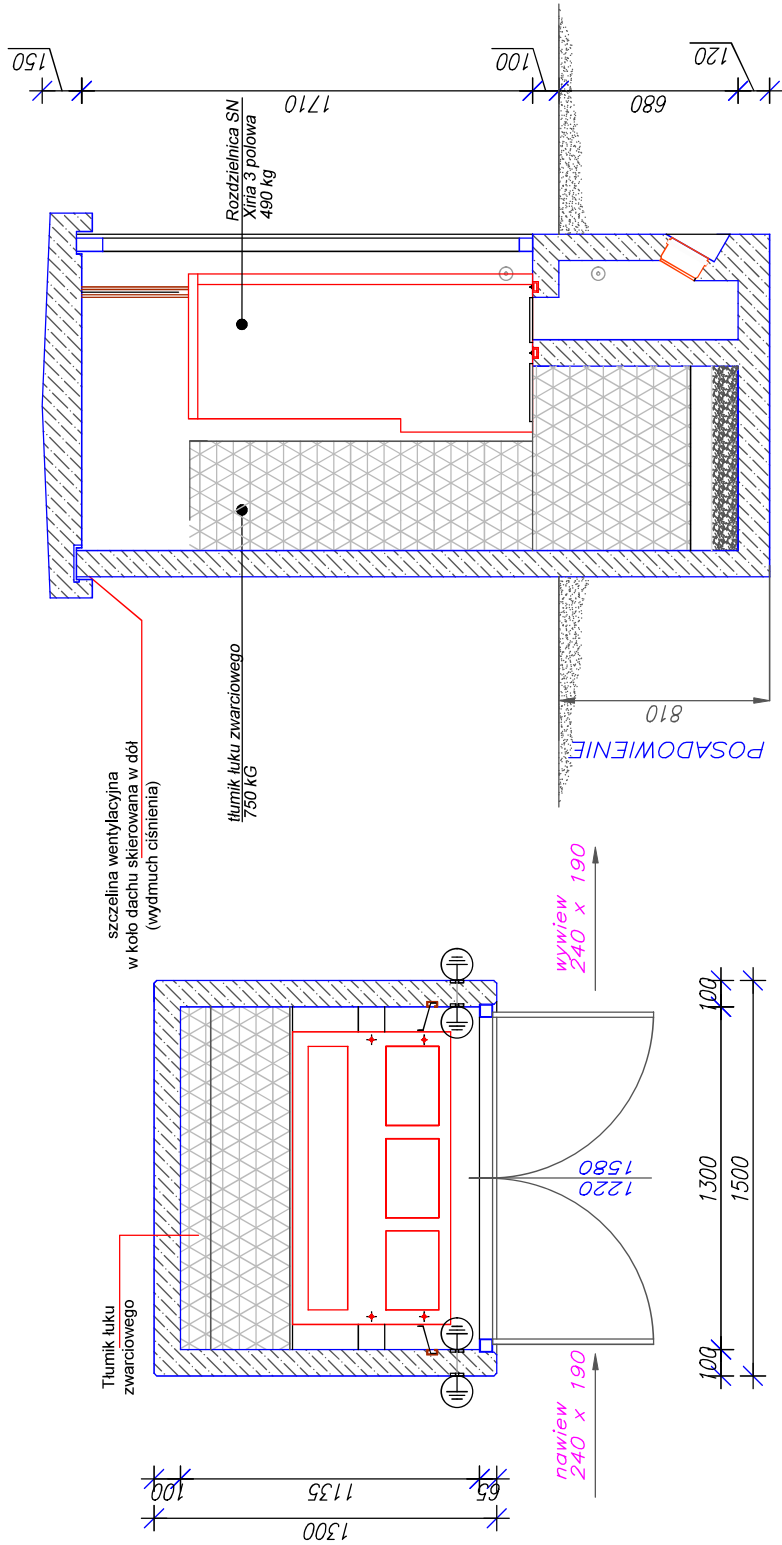 150
1710
100
680
120
Rozdzielnica SN
Xiria 3 polowa
490 kg
tłumik łuku zwarciowego
750 kG
szczelina wentylacyjna
w koło dachu skierowana w dół
(wydmuch ciśnienia)
810
POSADOWIENIE
Tłumik łuku
zwarciowego
wywiew
240 x 190
nawiew
240 x 190
1220
1580
100
1300
100
1500
100
1135
65
1300